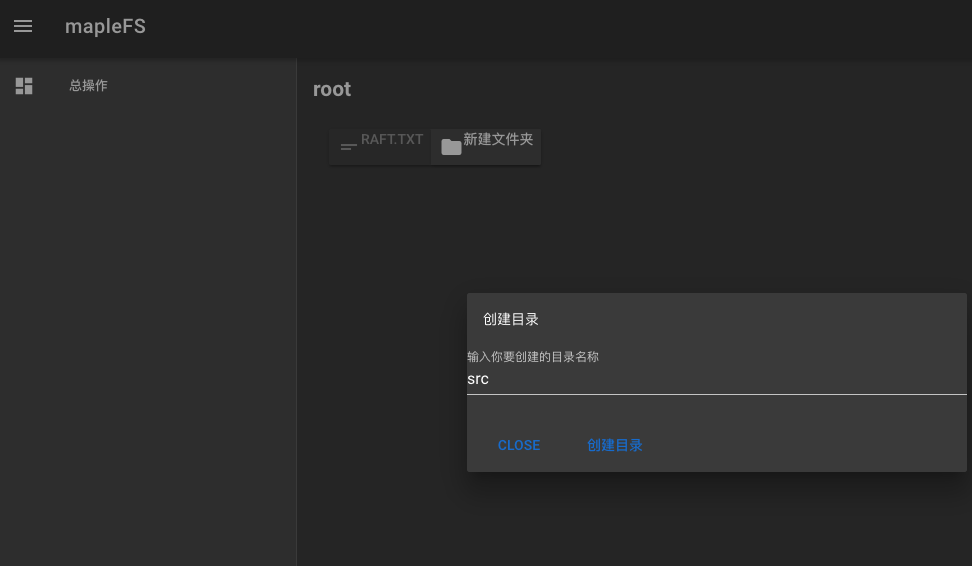 mapleFS
总操作
root
RAFT.TXT 新建文件夹
创建目录
输入你要创建的目录名称
src
CLOSE 创建目录